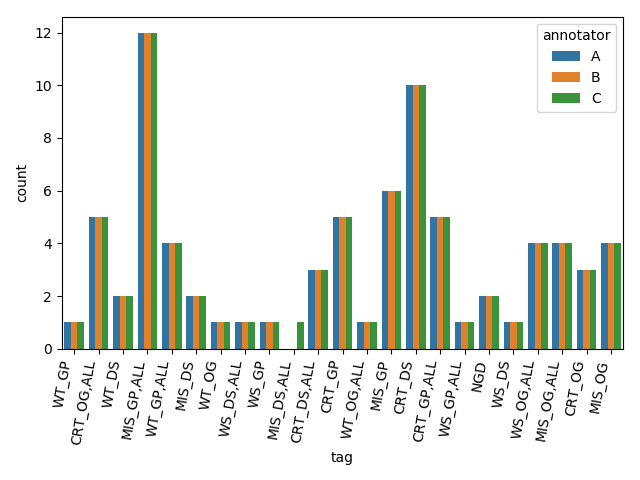 annotator
A
B
C
count
12
10
8
6
4
2
0
WT_GP
CRT_OG,ALL
WT_DS
MIS_GP,ALL
WT_GP,ALL
MIS_DS
WT_OG
WS_DS,ALL
WS_GP
MIS_DS,ALL
CRT_DS,ALL
CRT_GP
WT_OG,ALL
MIS_GP
CRT_DS
CRT_GP,ALL
WS_GP,ALL
NGD
WS_DS
WS_OG,ALL
MIS_OG,ALL
CRT_OG
MIS_OG
tag